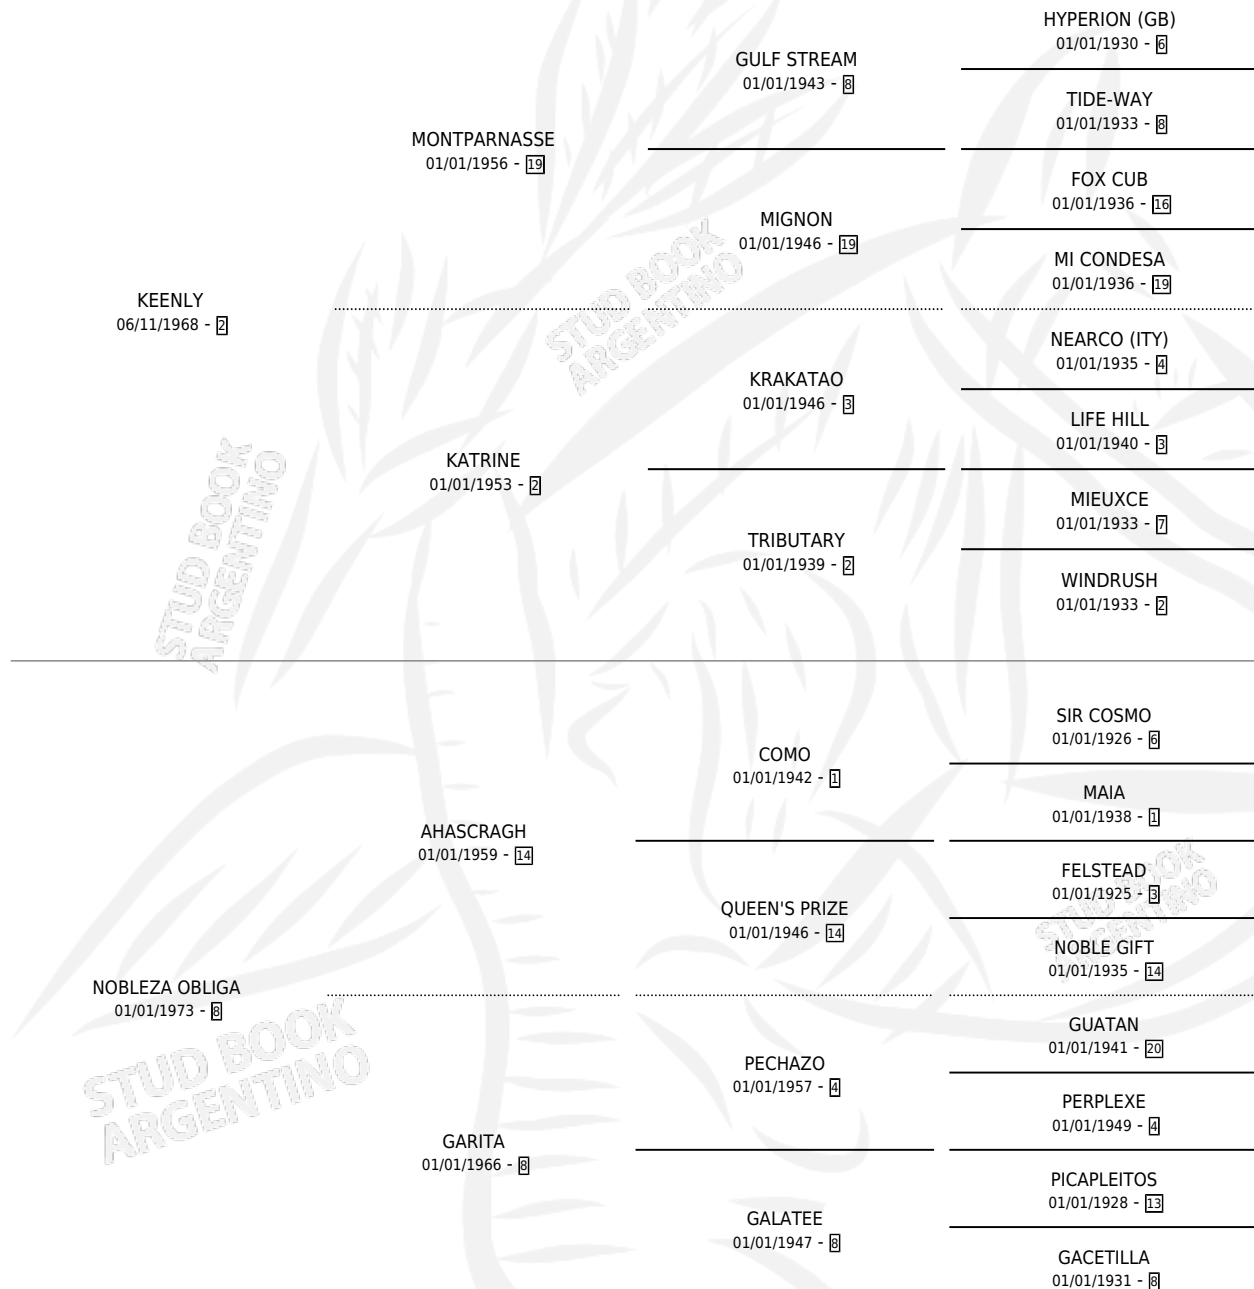 HYPERION (GB)
01/01/1930 - 6
GULF STREAM
01/01/1943 - 8
TIDE-WAY
01/01/1933 - 8
MONTPARNASSE
01/01/1956 - 19
FOX CUB
01/01/1936 - 16
MIGNON
01/01/1946 - 19
MI CONDESA
01/01/1936 - 19
KEENLY
06/11/1968 - 2
NEARCO (ITY)
01/01/1935 - 4
KRAKATAO
01/01/1946 - 3
LIFE HILL
01/01/1940 - 3
KATRINE
01/01/1953 - 2
MIEUXCE
01/01/1933 - 7
TRIBUTARY
01/01/1939 - 2
WINDRUSH
01/01/1933 - 2
STUD BOOK
ARGENTINO
STUD BOOK
ARGENTINO
SIR COSMO
01/01/1926 - 6
COMO
01/01/1942 - 1
MAIA
01/01/1938 - 1
AHASCRAGH
01/01/1959 - 14
FELSTEAD
01/01/1925 - 3
QUEEN'S PRIZE
01/01/1946 - 14
NOBLE GIFT
01/01/1935 - 14
NOBLEZA OBLIGA
01/01/1973 - 8
GUATAN
01/01/1941 - 20
PECHAZO
01/01/1957 - 4
PERPLEXE
01/01/1949 - 4
GARITA
01/01/1966 - 8
PICAPLEITOS
01/01/1928 - 13
GALATEE
01/01/1947 - 8
GACETILLA
01/01/1931 - 8
STUD BOOK
ARGENTINO
STUD BOOK
ARGENTINO